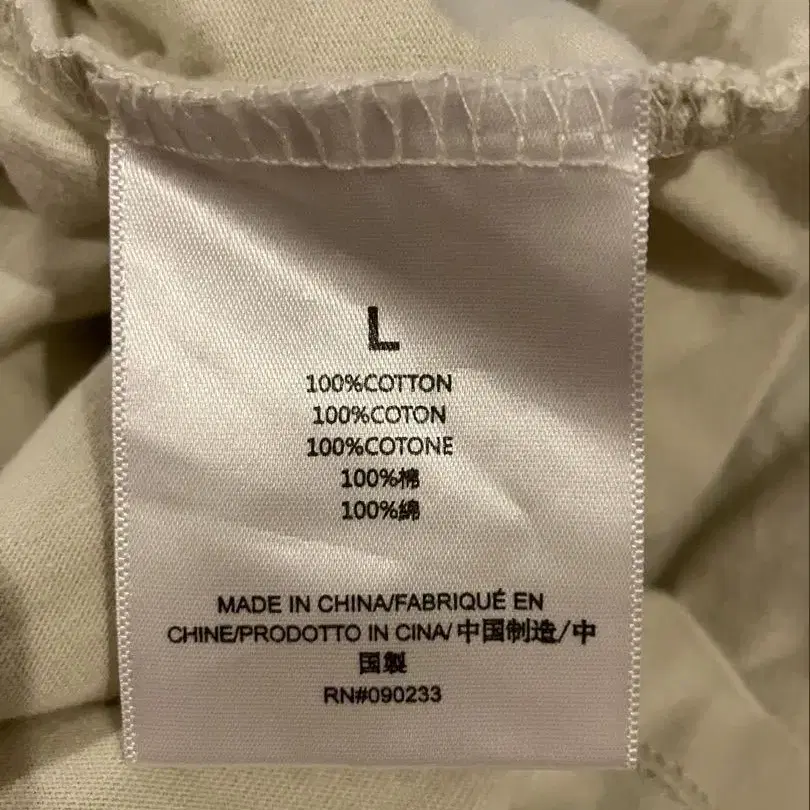 L
100%COTTON
100%COTON
100%COTONE
100%棉
100%綿
MADE IN CHINA/FABRIQUÉ EN
CHINE/PRODOTTO IN CINA/中国制造/中
国製
RN#090233